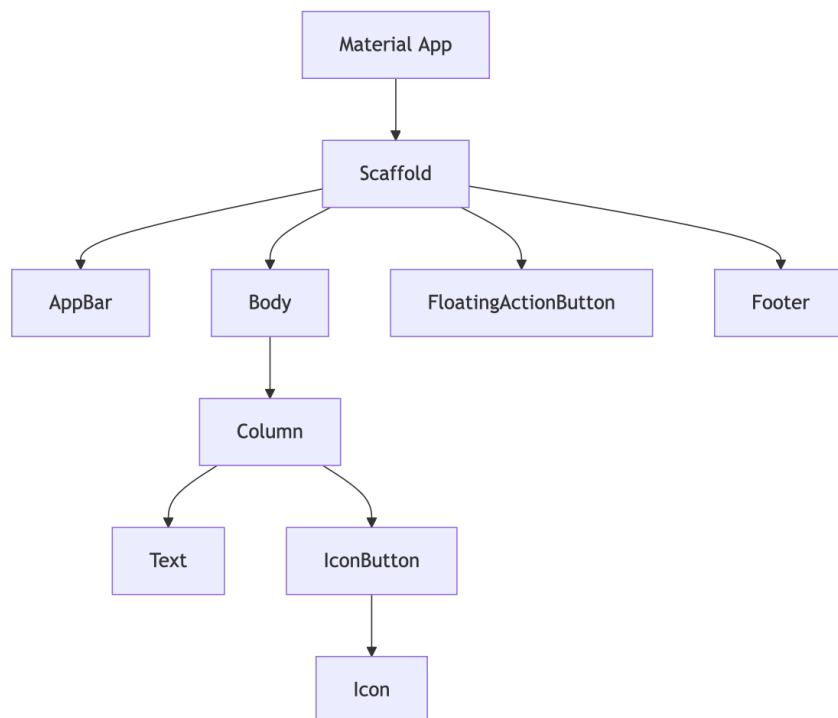 Material App
Scaffold
AppBar
Body
FloatingActionButton
Footer
Column
Text
IconButton
Icon